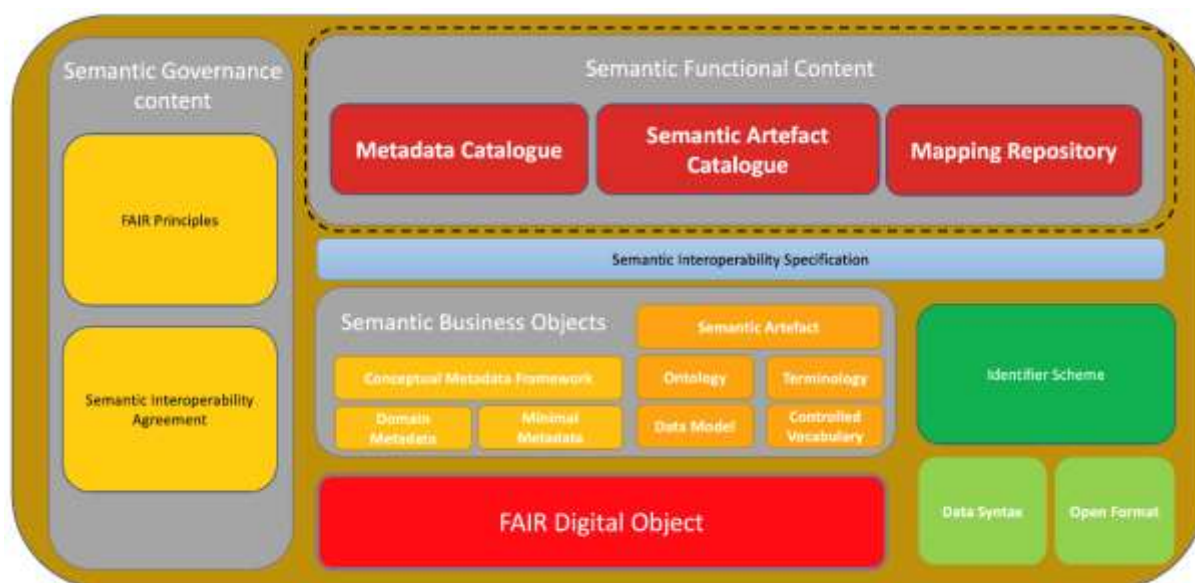 Semantic Governance
content
FAIR Principles
Semantic Interoperability
Agreement
Semantic Functional Content
Metadata Catalogue
Semantic Artefact
Catalogue
Mapping Repository
Semantic Interoperability Specification
Semantic Business Objects
Semantic Artefact
Conceptual Metadata Framework
Ontology
Terminology
Domain
Metadata
Minimal
Metadata
Data Model
Controlled
Vocabulary
Identifier Scheme
FAIR Digital Object
Data Syntax
Open Format